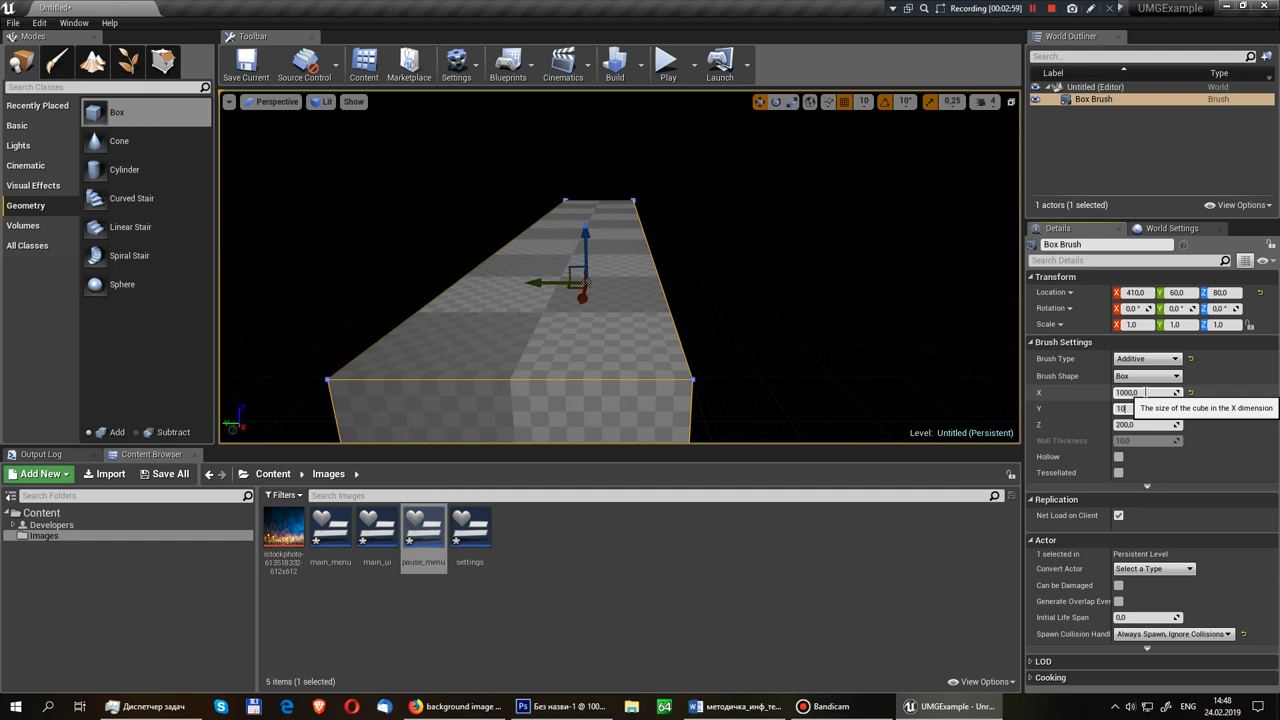 Untitled*
Recording [00:02:59]
UMGExample
File Edit Window Help
Modes
Search Classes
Recently Placed
Basic
Lights
Cinematic
Visual Effects
Geometry
Volumes
All Classes
Box
Cone
Cylinder
Curved Stair
Linear Stair
Spiral Stair
Sphere
Add Subtract
Toolbar
Save Current
Source Control
Content
Marketplace
Settings
Blueprints
Cinematics
Build
Play
Launch
Perspective Lit Show
10 10° 0,25 4
Level: Untitled (Persistent)
World Outliner
Search...
Label Type
Untitled (Editor) World
Box Brush Brush
1 actors (1 selected) View Options
Details World Settings
Box Brush
Search Details
Transform
Location X 410,0 Y 60,0 Z 80,0
Rotation X 0,0 ° Y 0,0 ° Z 0,0 °
Scale X 1,0 Y 1,0 Z 1,0
Brush Settings
Brush Type Additive
Brush Shape Box
X 1000,0
Y 10
The size of the cube in the X dimension
Z 200,0
Wall Thickness 10,0
Hollow
Tessellated
Replication
Net Load on Client
Actor
1 selected in Persistent Level
Convert Actor Select a Type
Can be Damaged
Generate Overlap Ever
Initial Life Span 0,0
Spawn Collision Handl Always Spawn, Ignore Collisions
LOD
Cooking
Output Log Content Browser
Add New Import Save All Content Images
Search Folders
Content
Developers
Images
Filters Search Images
istockphoto-
613518332-
612x612
main_menu
main_ui
pause_menu
settings
5 items (1 selected) View Options
Диспетчер задач
background image ...
Без назви-1 @ 100...
64
методичка_инф_те...
Bandicam
UMGExample - Unr...
УКР
14:48
24.02.2019